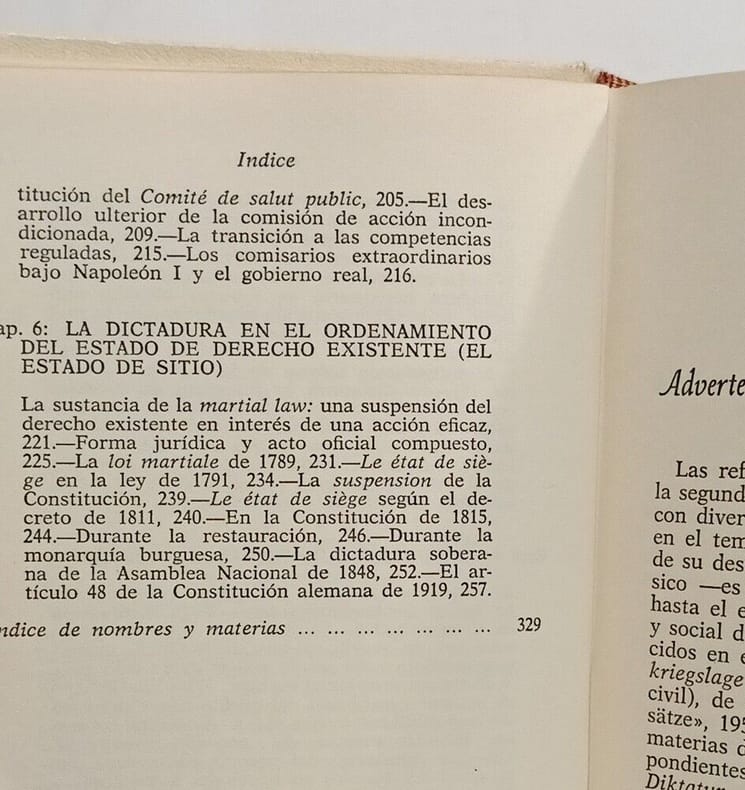 Indice
titución del Comité de salut public, 205.—El des-
arrollo ulterior de la comisión de acción incon-
dicionada, 209.—La transición a las competencias
reguladas, 215.—Los comisarios extraordinarios
bajo Napoleón I y el gobierno real, 216.
ap. 6: LA DICTADURA EN EL ORDENAMIENTO
DEL ESTADO DE DERECHO EXISTENTE (EL
ESTADO DE SITIO)
La sustancia de la martial law: una suspensión del
derecho existente en interés de una acción eficaz,
221.—Forma jurídica y acto oficial compuesto,
225.—La loi martiale de 1789, 231.—Le état de siè-
ge en la ley de 1791, 234.—La suspension de la
Constitución, 239.—Le état de siège según el de-
creto de 1811, 240.—En la Constitución de 1815,
244.—Durante la restauración, 246.—Durante la
monarquía burguesa, 250.—La dictadura sobera-
na de la Asamblea Nacional de 1848, 252.—El ar-
tículo 48 de la Constitución alemana de 1919, 257.
ndice de nombres y materias ... ... ... ... ... ... ... 329
Adverte
Las ref
la segund
con diver
en el tem
de su des
sico —es
hasta el e
y social d
cidos en e
kriegslage
civil), de
sätze», 195
materias d
pondientes
Diktatur